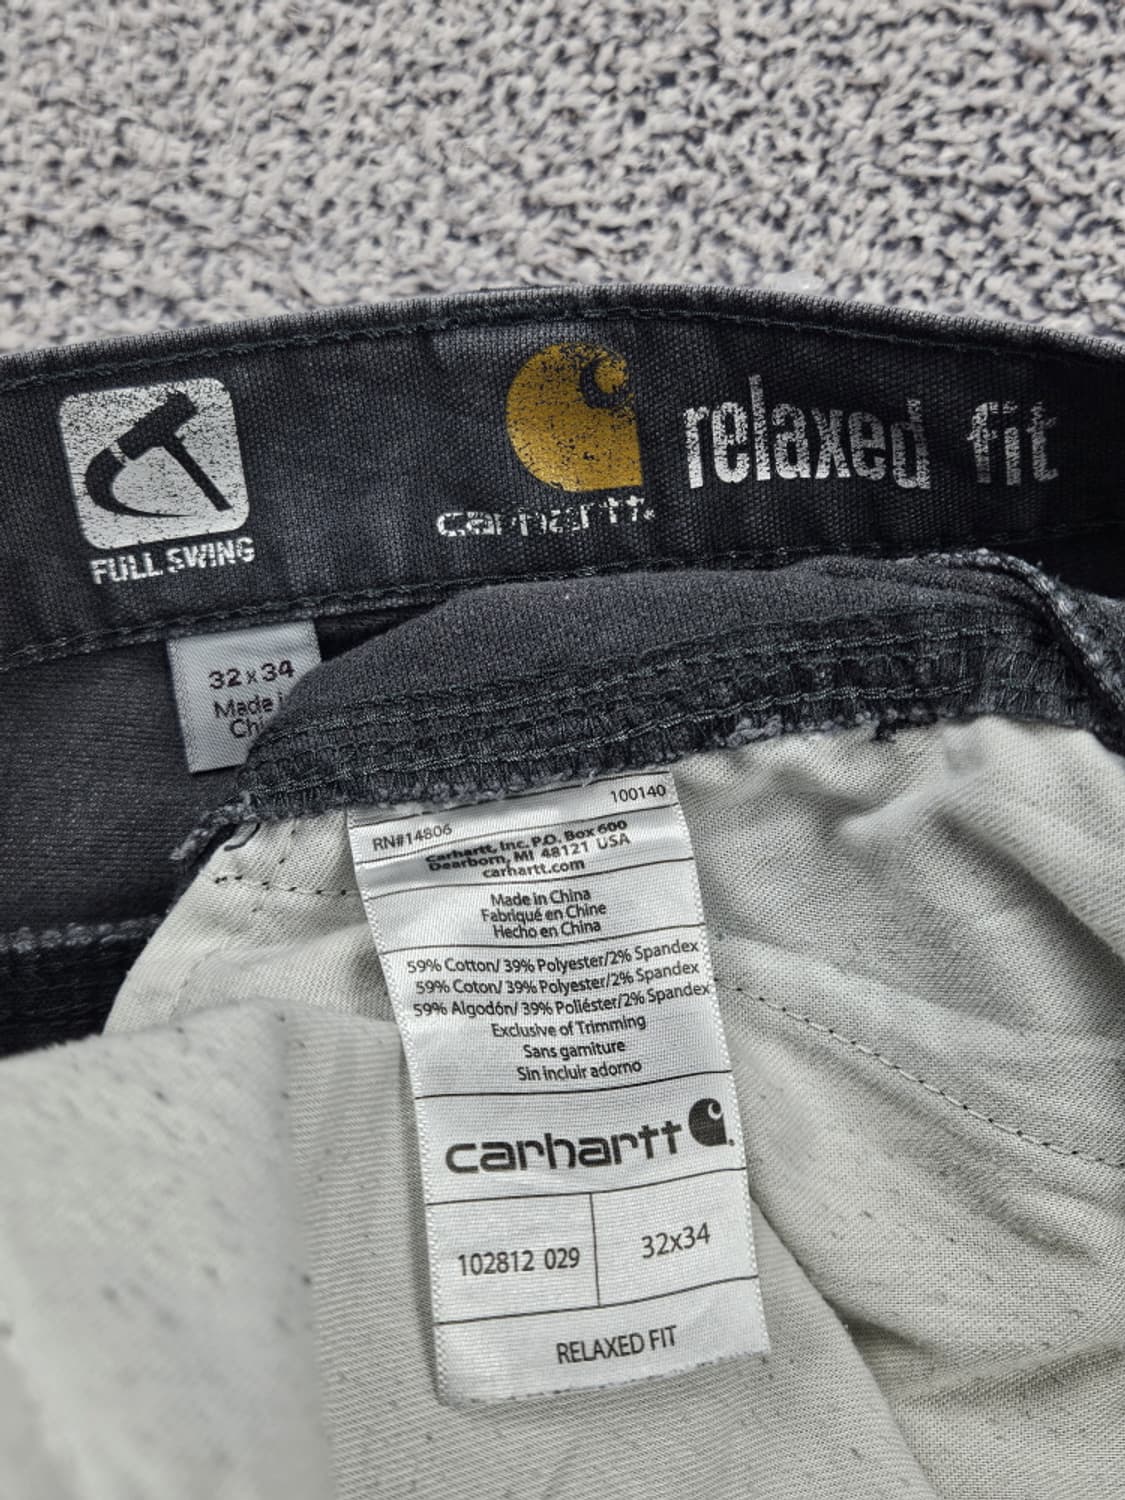 carhartt
relaxed fit
FULL SWING
32 x 34
Made
100140
RN#14806
Carhartt, Inc. P.O. Box 600
Dearborn, MI 48121 USA
carhartt.com
Made in China
Fabriqué en Chine
Hecho en China
59% Cotton/ 39% Polyester/2% Spandex
59% Coton/ 39% Polyester/2% Spandex
59% Algodón/ 39% Poliéster/2% Spandex
Exclusive of Trimming
Sans garniture
Sin incluir adorno
carhartt
102812 029
32x34
RELAXED FIT